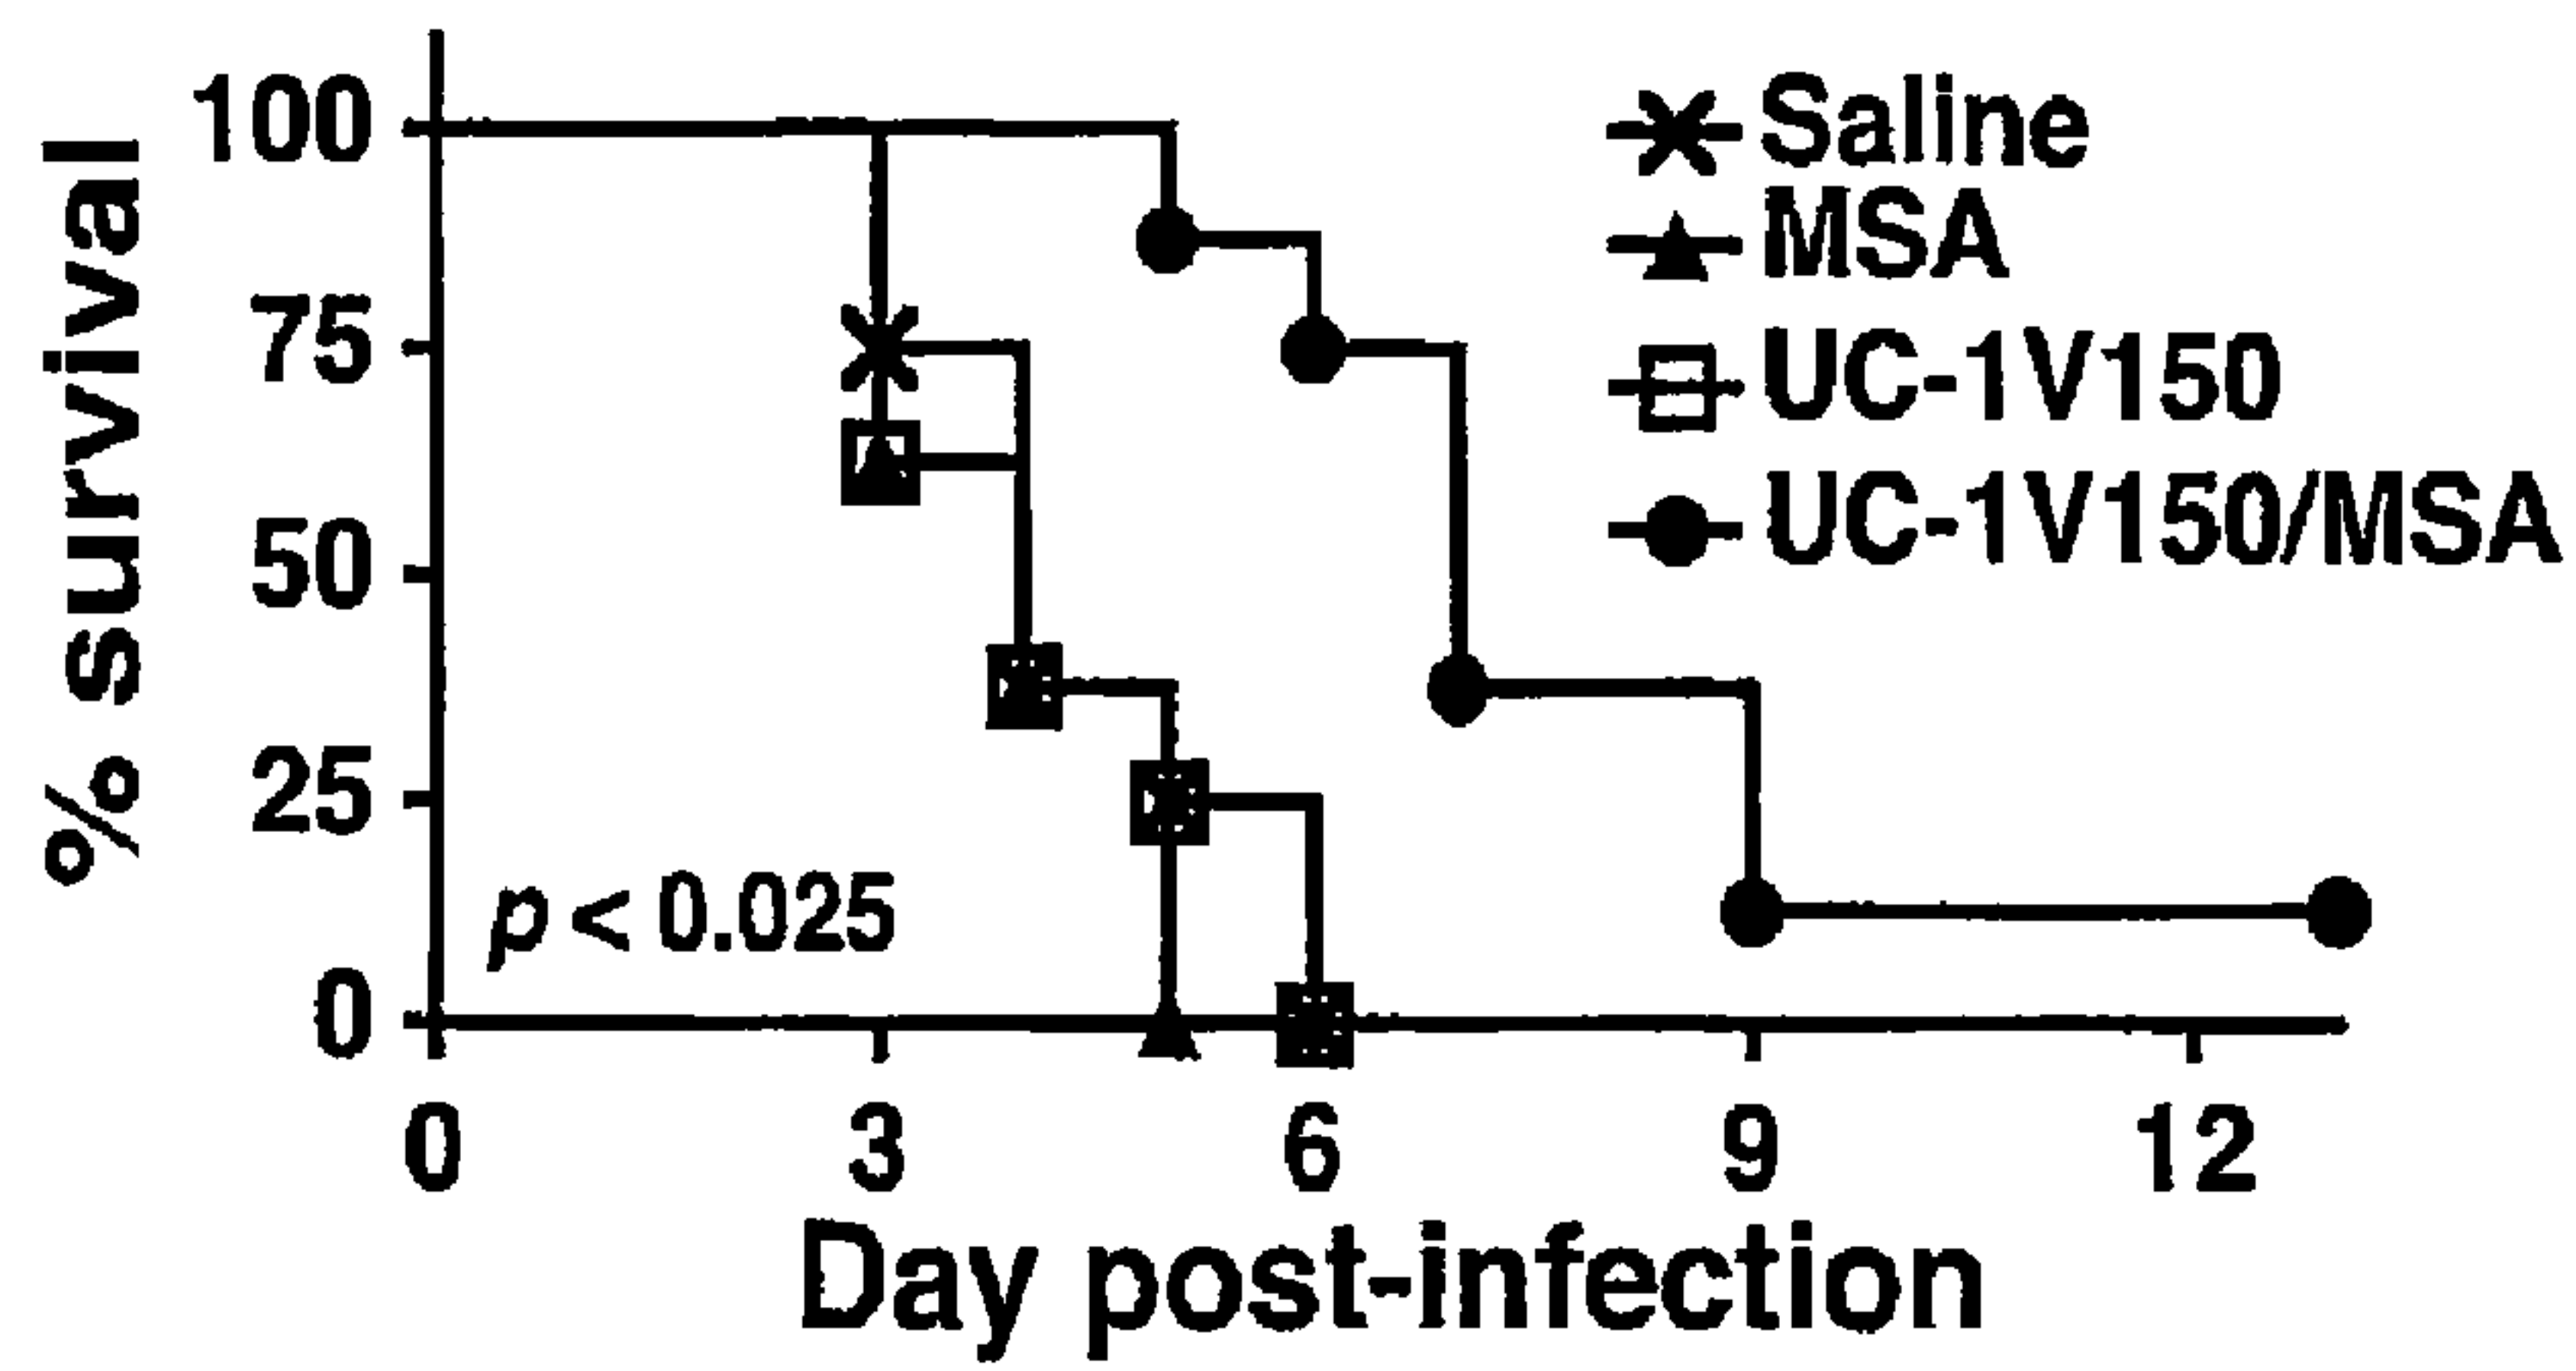 % survival
100
75
50
25
0
Saline
MSA
UC-1V150
UC-1V150/MSA
p < 0.025
0 3 6 9 12
Day post-infection